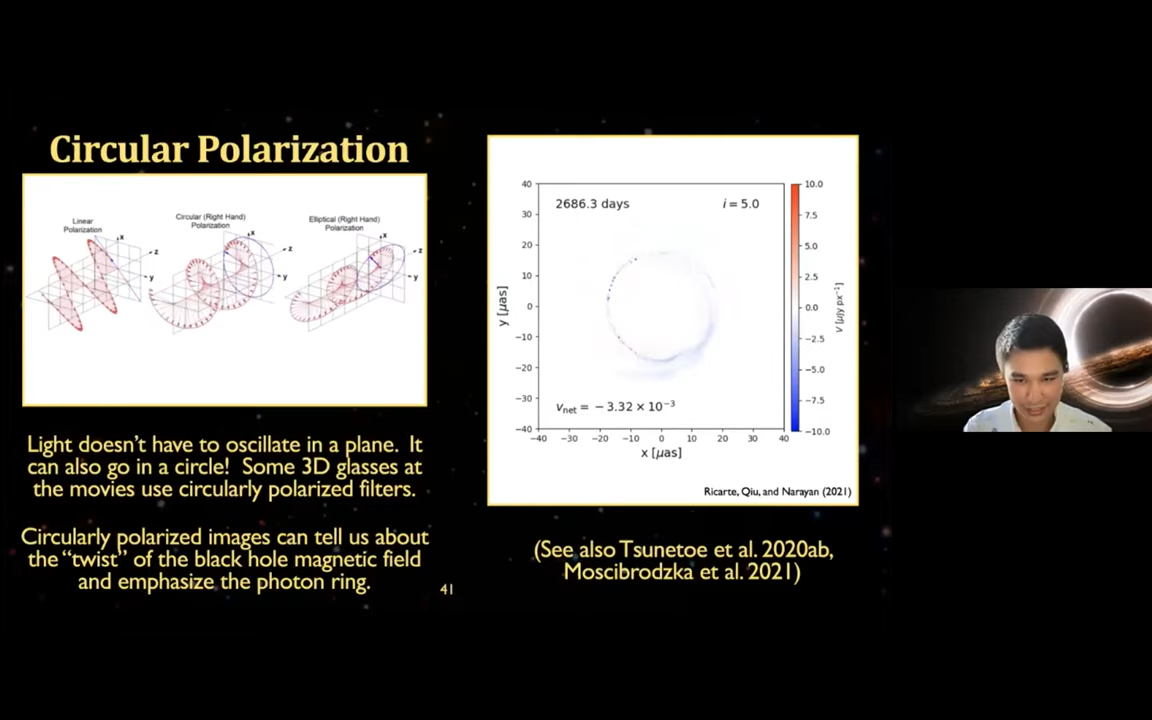 Circular Polarization
Linear
Polarization
Circular (Right Hand)
Polarization
Elliptical (Right Hand)
Polarization
x
z
y
x
z
y
x
z
y
Light doesn't have to oscillate in a plane. It
can also go in a circle! Some 3D glasses at
the movies use circularly polarized filters.
Circularly polarized images can tell us about
the "twist" of the black hole magnetic field
and emphasize the photon ring.
41
2686.3 days
i = 5.0
40
30
20
10
0
−10
−20
−30
−40
y [μas]
vnet = −3.32 × 10−3
−40 −30 −20 −10 0 10 20 30 40
x [μas]
10.0
7.5
5.0
2.5
0.0
−2.5
−5.0
−7.5
−10.0
V [μJy px−1]
Ricarte, Qiu, and Narayan (2021)
(See also Tsunetoe et al. 2020ab,
Moscibrodzka et al. 2021)